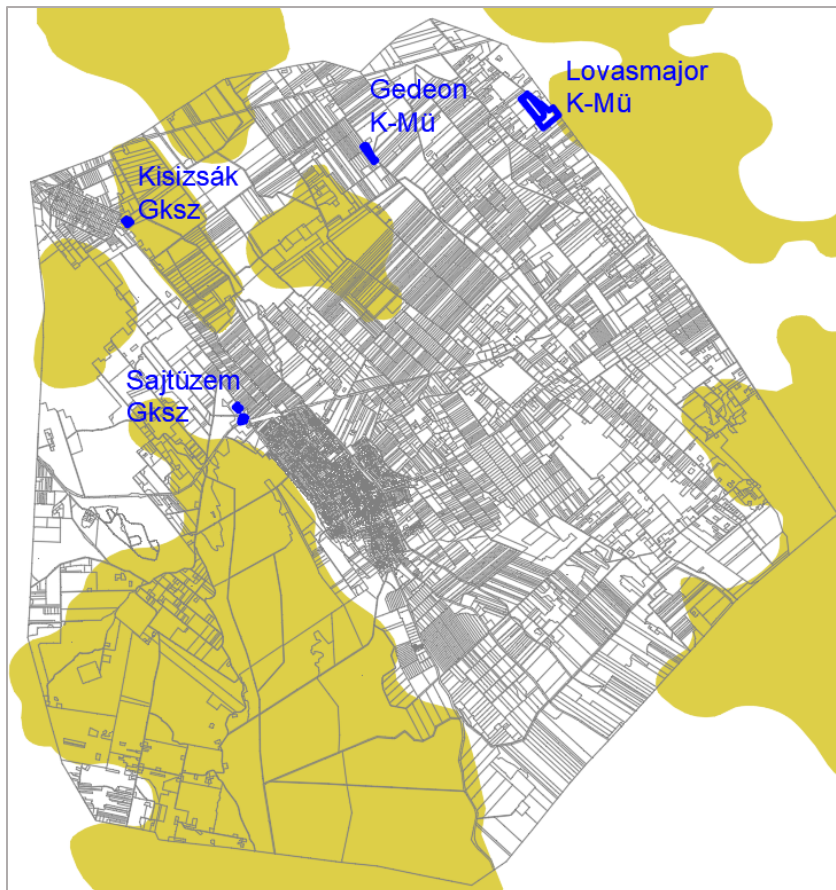 Lovasmajor
K-Mü
Gedeon
K-Mü
Kisizsák
Gksz
Sajtüzem
Gksz